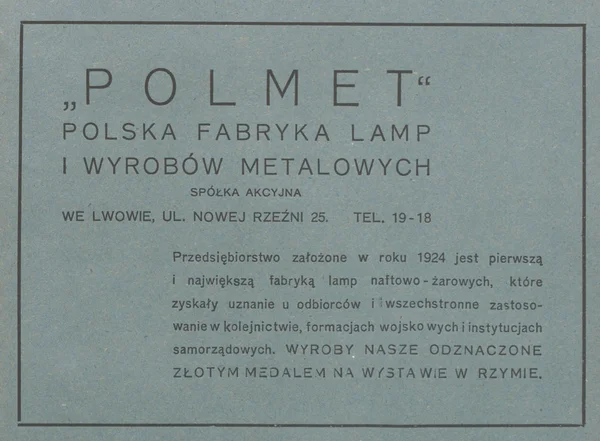 „POLMET“
POLSKA FABRYKA LAMP
I WYROBÓW METALOWYCH
SPÓŁKA AKCYJNA
WE LWOWIE, UL. NOWEJ RZEŹNI 25. TEL. 19-18
Przedsiębiorstwo założone w roku 1924 jest pierwszą
i największą fabryką lamp naftowo-żarowych, które
zyskały uznanie u odbiorców i wszechstronne zastoso-
wanie w kolejnictwie, formacjach wojskowych i instytucjach
samorządowych. WYROBY NASZE ODZNACZONE
ZŁOTYM MEDALEM NA WYSTAWIE W RZYMIE.